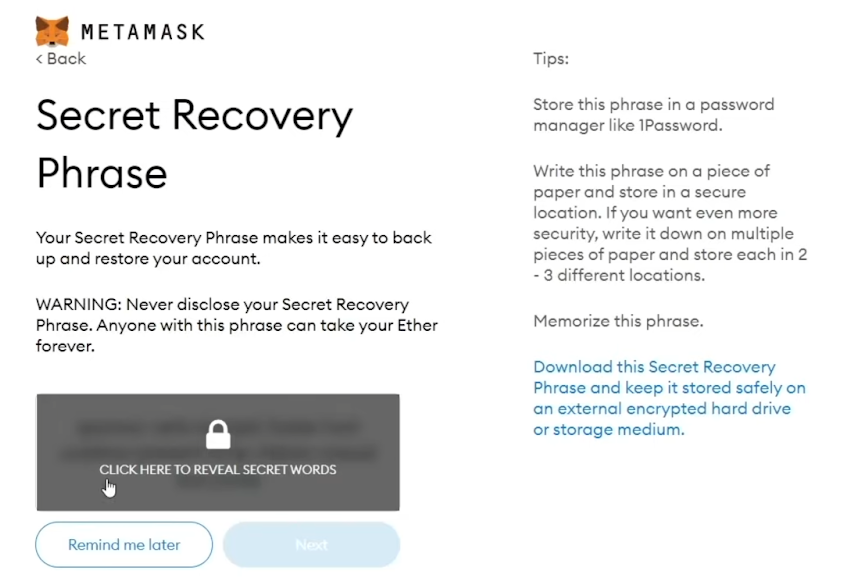 METAMASK
< Back
Secret Recovery
Phrase
Your Secret Recovery Phrase makes it easy to back
up and restore your account.
WARNING: Never disclose your Secret Recovery
Phrase. Anyone with this phrase can take your Ether
forever.
CLICK HERE TO REVEAL SECRET WORDS
Remind me later
Next
Tips:
Store this phrase in a password
manager like 1Password.
Write this phrase on a piece of
paper and store in a secure
location. If you want even more
security, write it down on multiple
pieces of paper and store each in 2
- 3 different locations.
Memorize this phrase.
Download this Secret Recovery
Phrase and keep it stored safely on
an external encrypted hard drive
or storage medium.